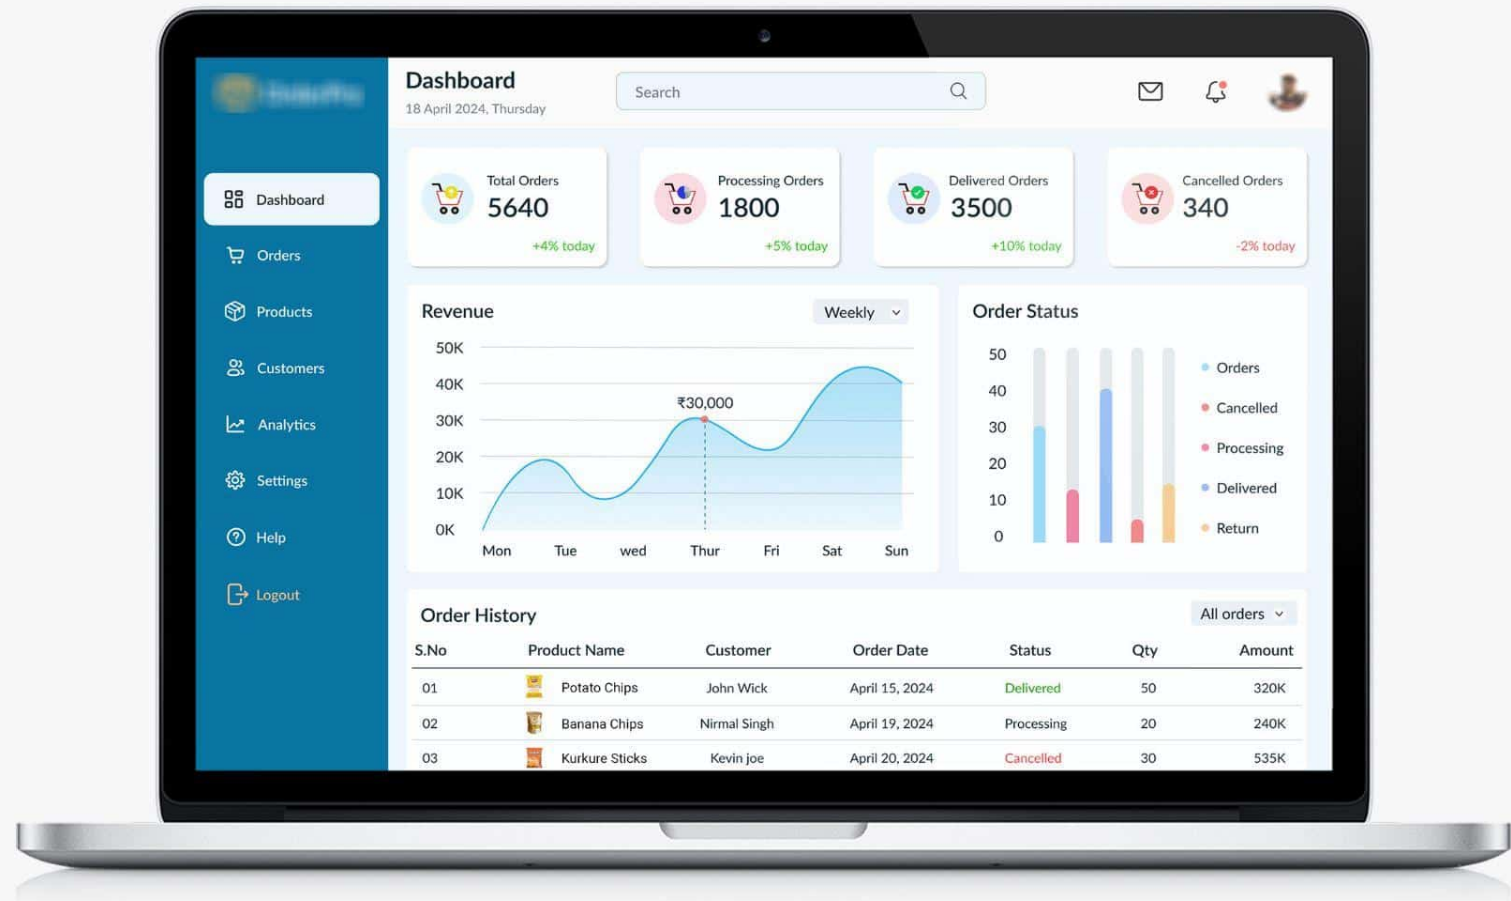 Dashboard
18 April 2024, Thursday
Search
Dashboard
Orders
Products
Customers
Analytics
Settings
Help
Logout
Total Orders
5640
+4% today
Processing Orders
1800
+5% today
Delivered Orders
3500
+10% today
Cancelled Orders
340
-2% today
Revenue
Weekly
50K
40K
30K
20K
10K
0K
₹30,000
Mon Tue wed Thur Fri Sat Sun
Order Status
50
40
30
20
10
0
Orders
Cancelled
Processing
Delivered
Return
Order History
All orders
S.No Product Name Customer Order Date Status Qty Amount
01 Potato Chips John Wick April 15, 2024 Delivered 50 320K
02 Banana Chips Nirmal Singh April 19, 2024 Processing 20 240K
03 Kurkure Sticks Kevin joe April 20, 2024 Cancelled 30 535K